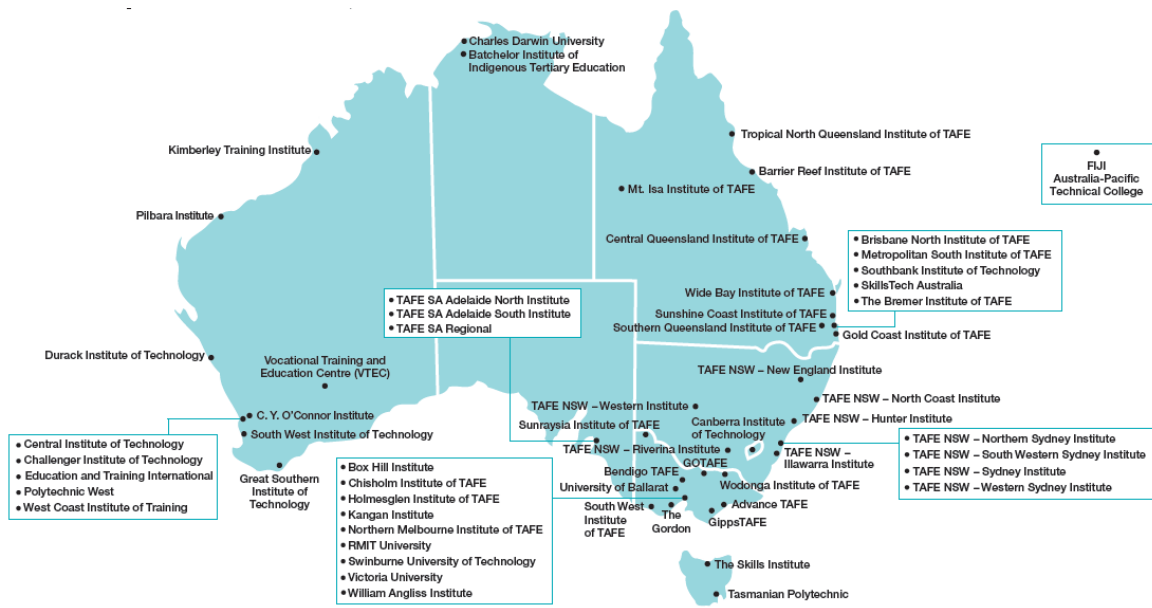 Charles Darwin University
Batchelor Institute of
Indigenous Tertiary Education
Kimberley Training Institute
Pilbara Institute
Tropical North Queensland Institute of TAFE
Barrier Reef Institute of TAFE
Mt. Isa Institute of TAFE
FIJI
Australia-Pacific
Technical College
Central Queensland Institute of TAFE
Brisbane North Institute of TAFE
Metropolitan South Institute of TAFE
Southbank Institute of Technology
SkillsTech Australia
The Bremer Institute of TAFE
Wide Bay Institute of TAFE
Sunshine Coast Institute of TAFE
Southern Queensland Institute of TAFE
Gold Coast Institute of TAFE
TAFE SA Adelaide North Institute
TAFE SA Adelaide South Institute
TAFE SA Regional
Durack Institute of Technology
Vocational Training and
Education Centre (VTEC)
C. Y. O'Connor Institute
South West Institute of Technology
Great Southern
Institute of
Technology
Central Institute of Technology
Challenger Institute of Technology
Education and Training International
Polytechnic West
West Coast Institute of Training
TAFE NSW – New England Institute
TAFE NSW – North Coast Institute
TAFE NSW – Western Institute
TAFE NSW – Hunter Institute
Canberra Institute
of Technology
Sunraysia Institute of TAFE
TAFE NSW – Riverina Institute
TAFE NSW –
Illawarra Institute
TAFE NSW – Northern Sydney Institute
TAFE NSW – South Western Sydney Institute
TAFE NSW – Sydney Institute
TAFE NSW – Western Sydney Institute
GOTAFE
Bendigo TAFE
Wodonga Institute of TAFE
University of Ballarat
South West
Institute
of TAFE
The
Gordon
Advance TAFE
GippsTAFE
Box Hill Institute
Chisholm Institute of TAFE
Holmesglen Institute of TAFE
Kangan Institute
Northern Melbourne Institute of TAFE
RMIT University
Swinburne University of Technology
Victoria University
William Angliss Institute
The Skills Institute
Tasmanian Polytechnic